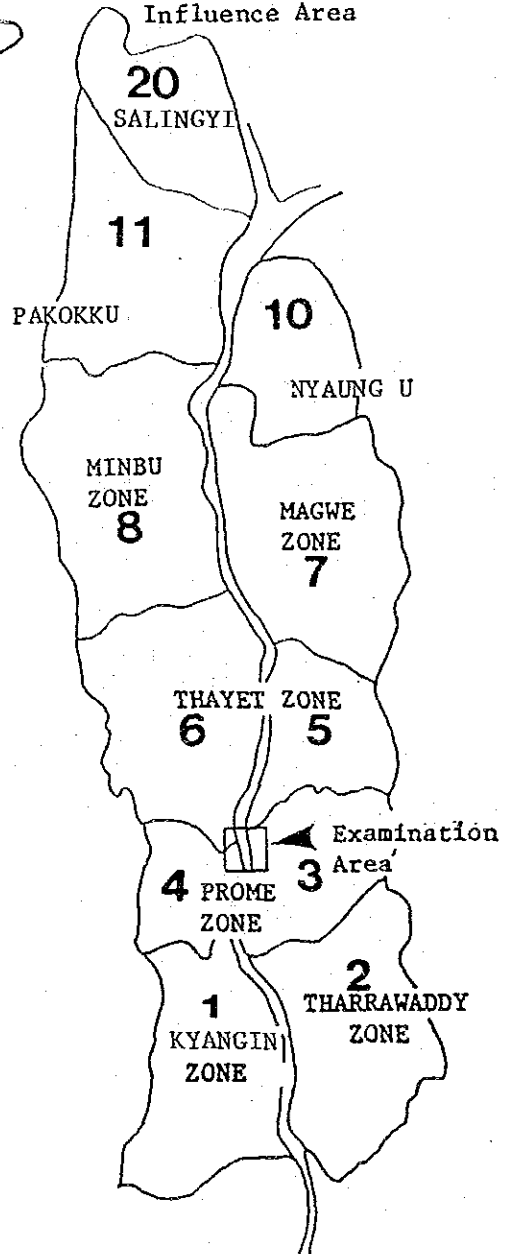 Influence Area
20
SALINGYI
11
PAKOKKU
10
NYAUNG U
MINBU
ZONE
8
MAGWE
ZONE
7
THAYET ZONE
6
5
Examination
Area
3
4 PROME
ZONE
2
THARRAWADDY
ZONE
1
KYANGIN
ZONE